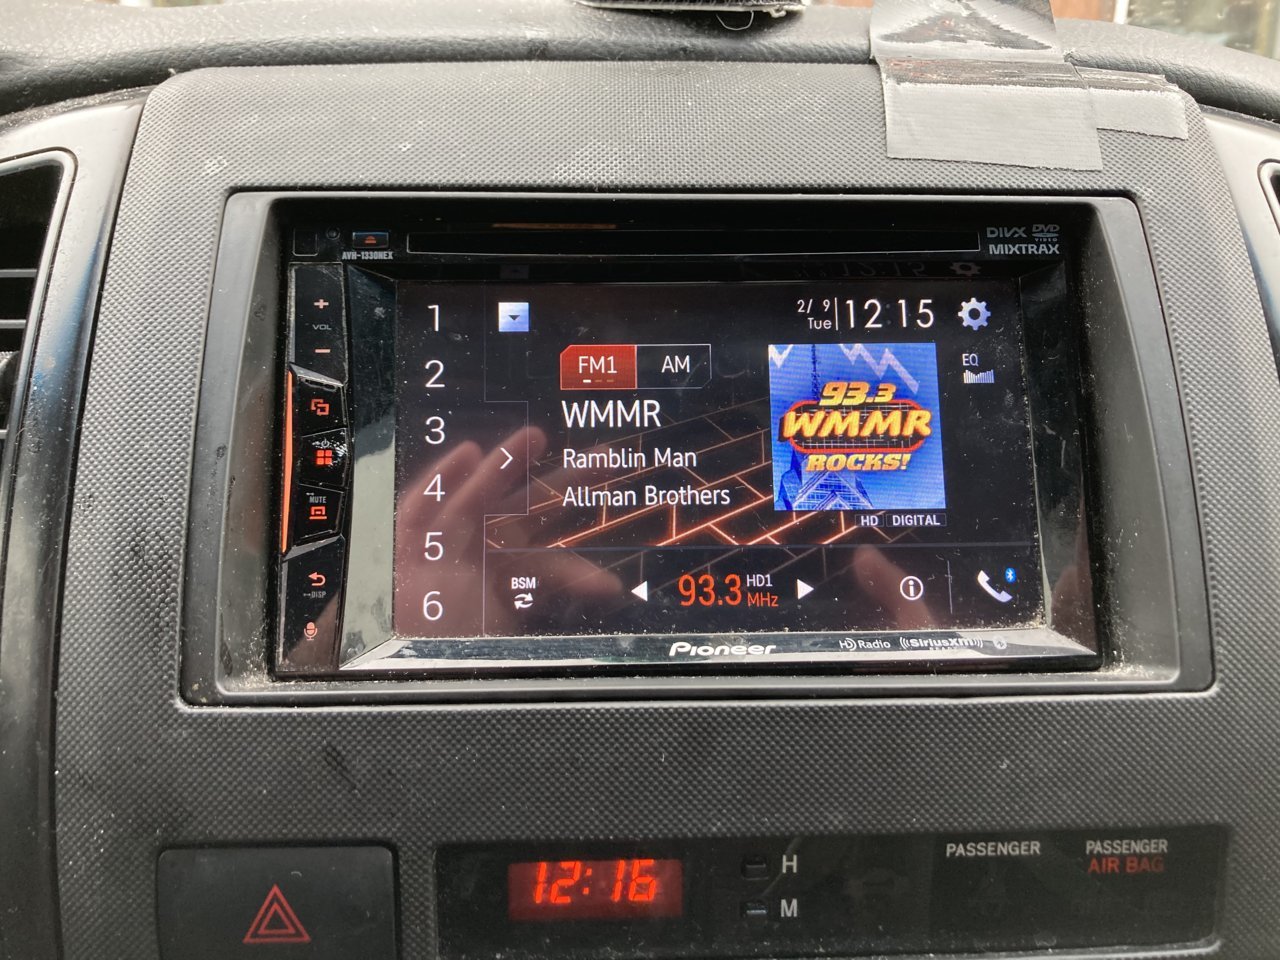 AVH-1330NEX
DIVX DVD VIDEO
MIXTRAX
+
VOL
−
MUTE
DISP
1
2
3
4
5
6
2/ 9
Tue
12 15
FM1
AM
EQ
WMMR
Ramblin Man
Allman Brothers
93.3
WMMR
ROCKS!
HD DIGITAL
BSM
93.3 HD1
MHz
Pioneer
HD Radio ((SiriusXM))
12:16
H
M
PASSENGER
PASSENGER
AIR BAG